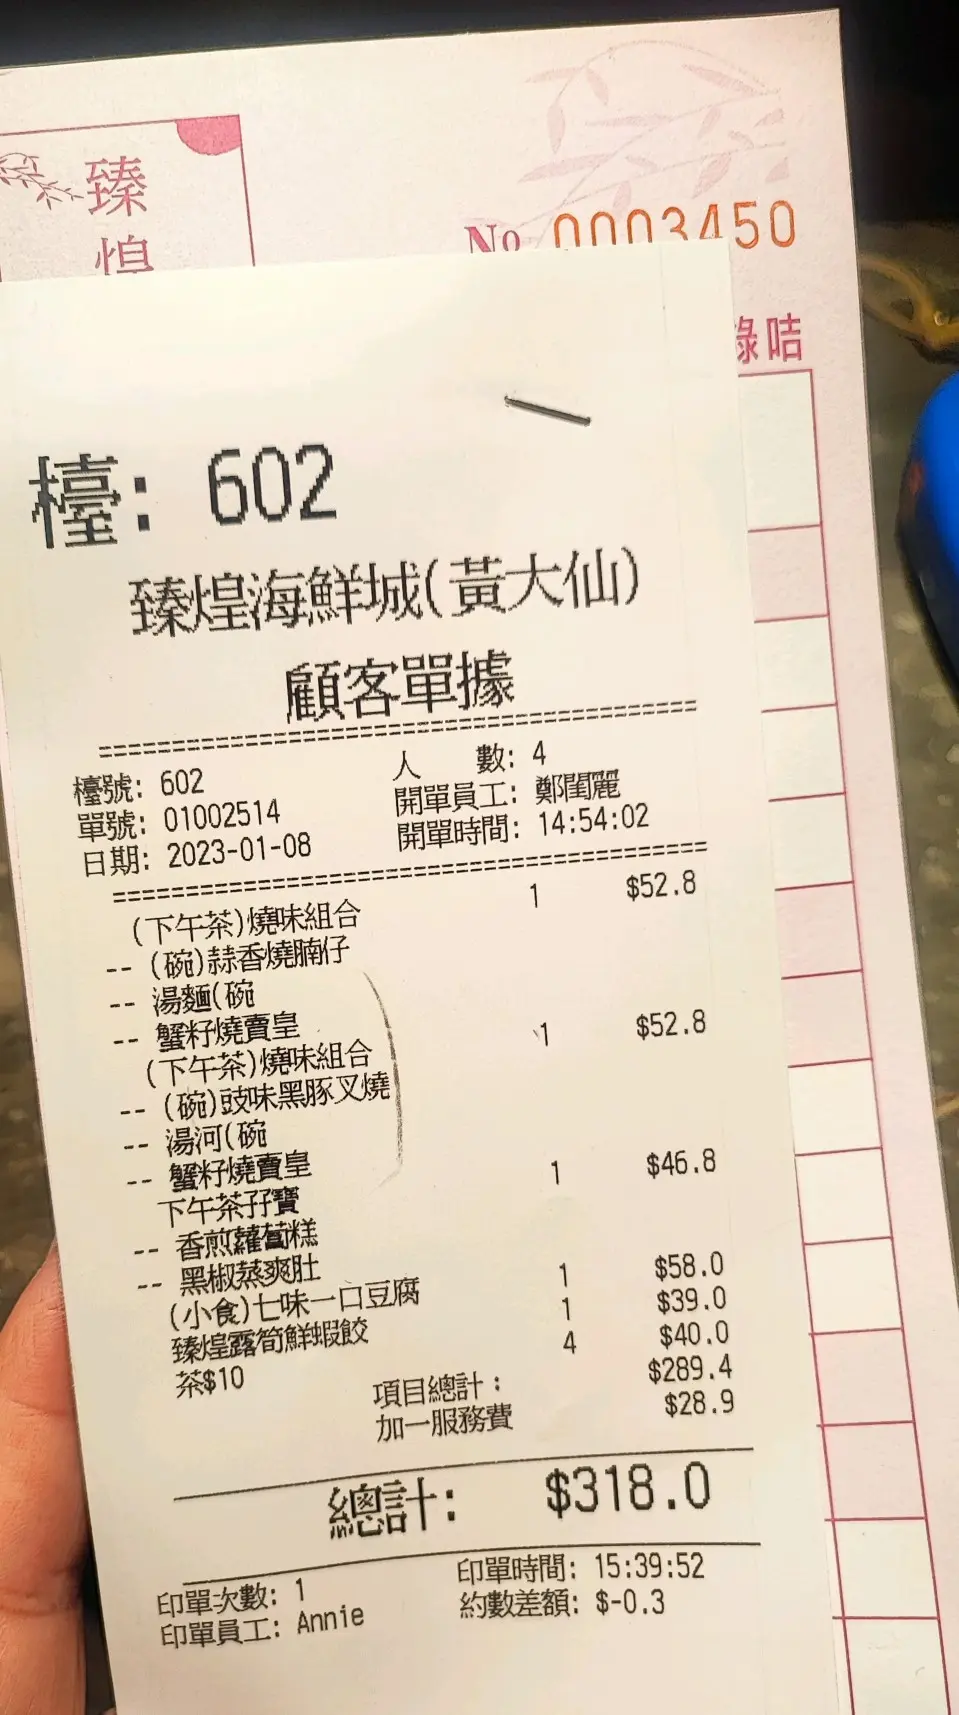 臻
煌
No 0003450
錄咭
檯: 602
臻煌海鮮城(黃大仙)
顧客單據
檯號: 602 人 數: 4
單號: 01002514 開單員工: 鄭閨麗
日期: 2023-01-08 開單時間: 14:54:02
(下午茶)燒味組合 1 $52.8
-- (碗)蒜香燒腩仔
-- 湯麵(碗
-- 蟹籽燒賣皇
(下午茶)燒味組合 1 $52.8
-- (碗)豉味黑豚叉燒
-- 湯河(碗
-- 蟹籽燒賣皇
下午茶孖寶 1 $46.8
-- 香煎蘿蔔糕
-- 黑椒蒸爽肚
(小食)七味一口豆腐 1 $58.0
臻煌露筍鮮蝦餃 1 $39.0
茶$10 4 $40.0
項目總計: $289.4
加一服務費 $28.9
總計: $318.0
印單次數: 1 印單時間: 15:39:52
印單員工: Annie 約數差額: $-0.3